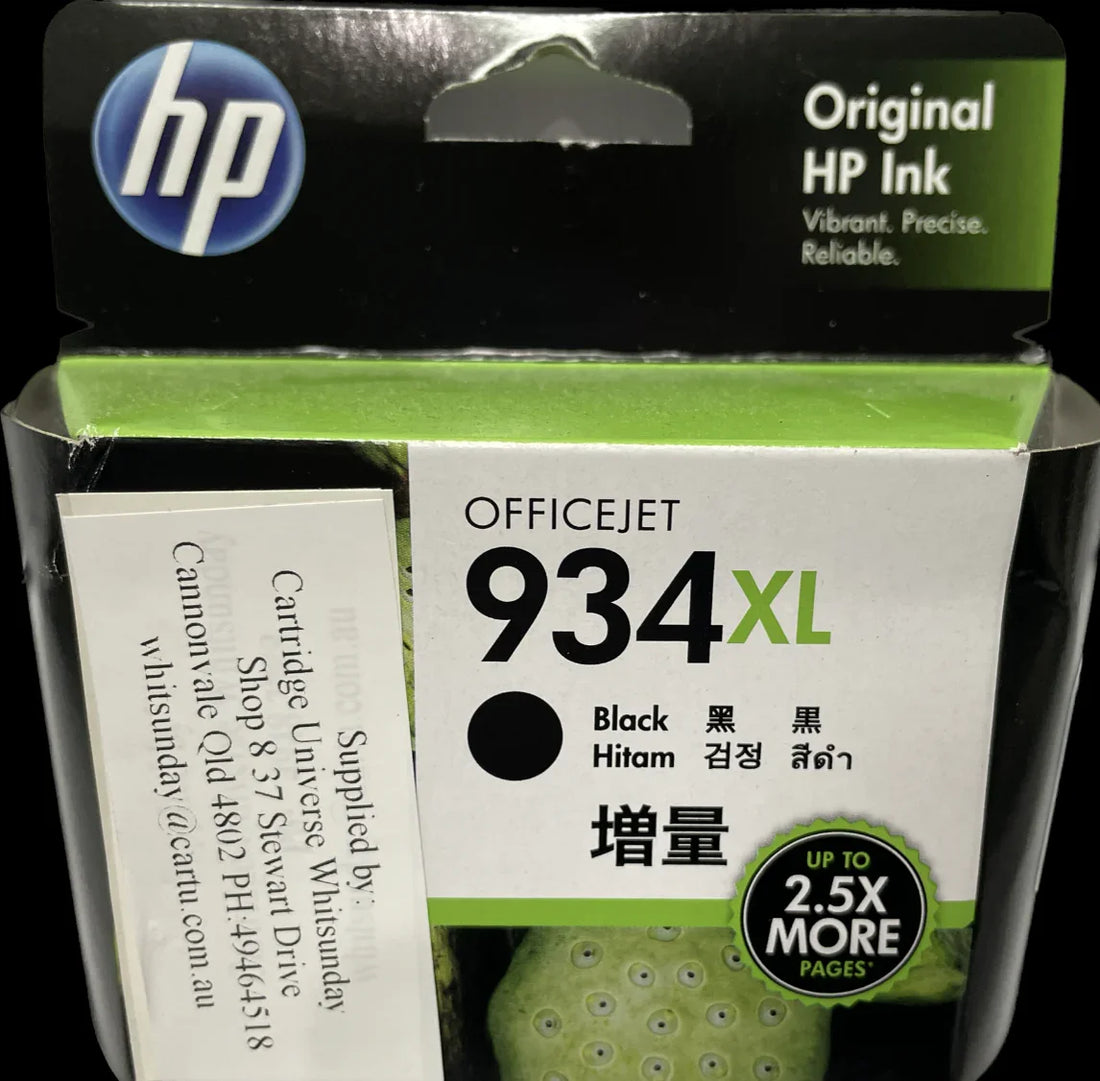 hp
Original
HP Ink
Vibrant. Precise.
Reliable.
OFFICEJET
934XL
Black 黑 黒
Hitam 검정 สีดำ
増量
UP TO
2.5X
MORE
PAGES*
Supplied by:
Cartridge Universe Whitsunday
Shop 8 37 Stewart Drive
Cannonvale Qld 4802 PH:49464518
whitsunday@cartu.com.au